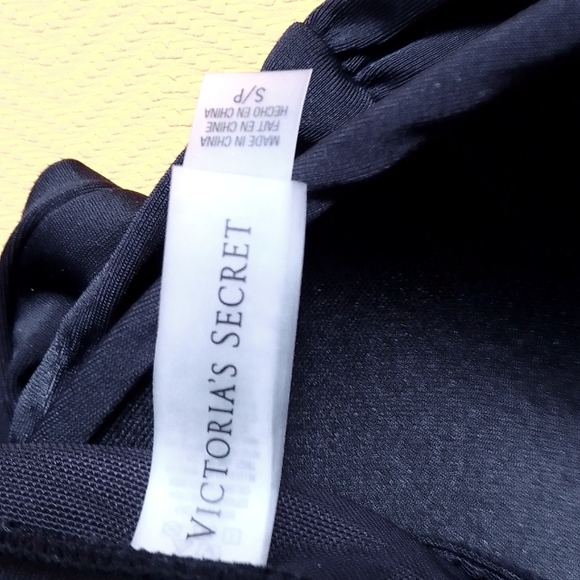 S/P
HECHO EN CHINA
FAIT EN CHINE
MADE IN CHINA
VICTORIA'S SECRET